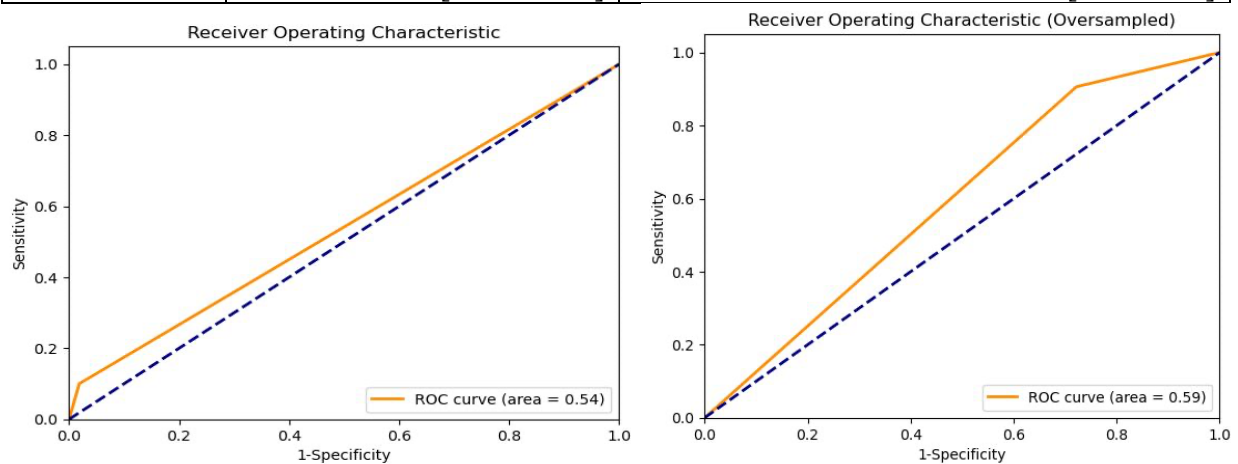 Receiver Operating Characteristic
1.0
0.8
0.6
0.4
0.2
0.0
Sensitivity
0.0 0.2 0.4 0.6 0.8 1.0
1-Specificity
ROC curve (area = 0.54)
Receiver Operating Characteristic (Oversampled)
1.0
0.8
0.6
0.4
0.2
0.0
Sensitivity
0.0 0.2 0.4 0.6 0.8 1.0
1-Specificity
ROC curve (area = 0.59)